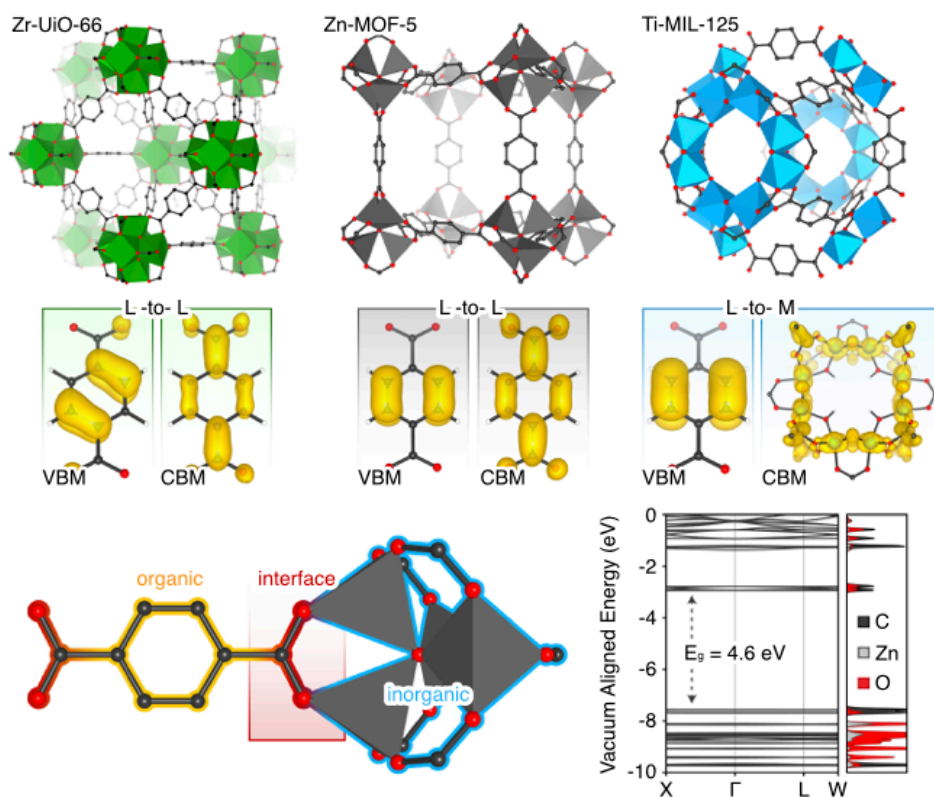 Zr-UiO-66
Zn-MOF-5
Ti-MIL-125
L -to- L
L -to- L
L -to- M
VBM
CBM
VBM
CBM
VBM
CBM
organic
interface
inorganic
Vacuum Aligned Energy (eV)
0
-2
-4
-6
-8
-10
E₉ = 4.6 eV
C
Zn
O
X
Γ
L
W